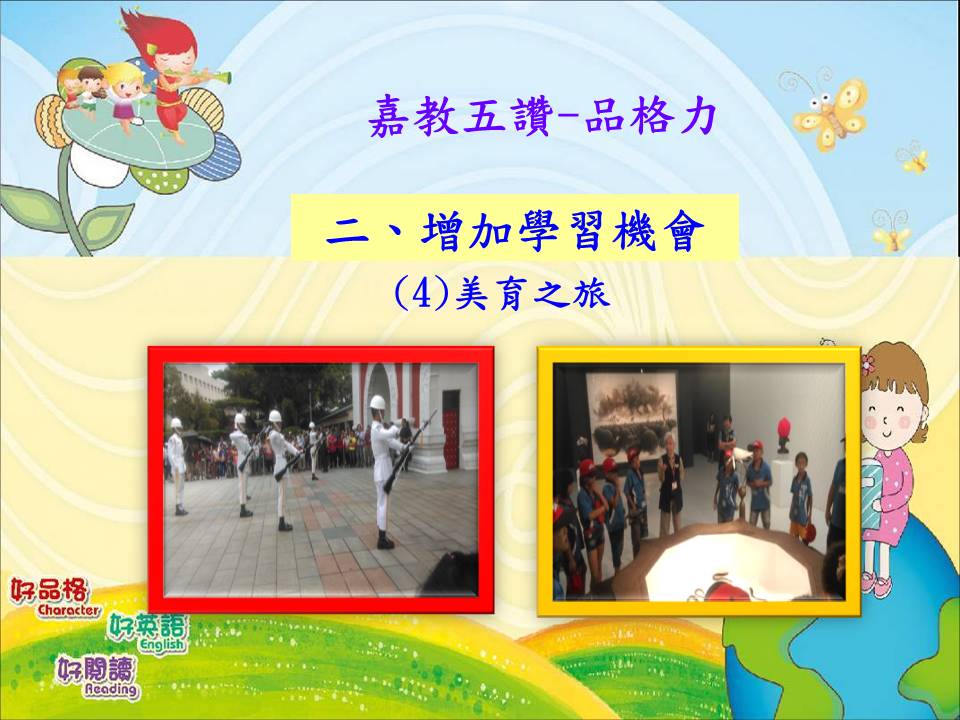 嘉教五讚-品格力
二、增加學習機會
(4)美育之旅
好品格
Character
好英語
English
好閱讀
Reading